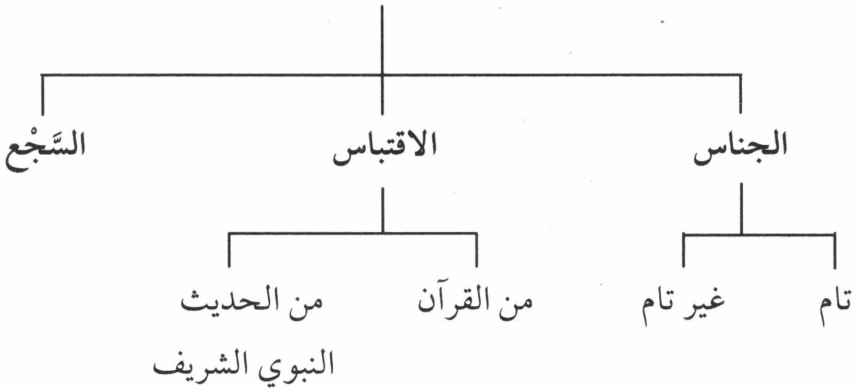 الجناس
الاقتباس
السَّجْع
تام
غير تام
من القرآن
من الحديث
النبوي الشريف